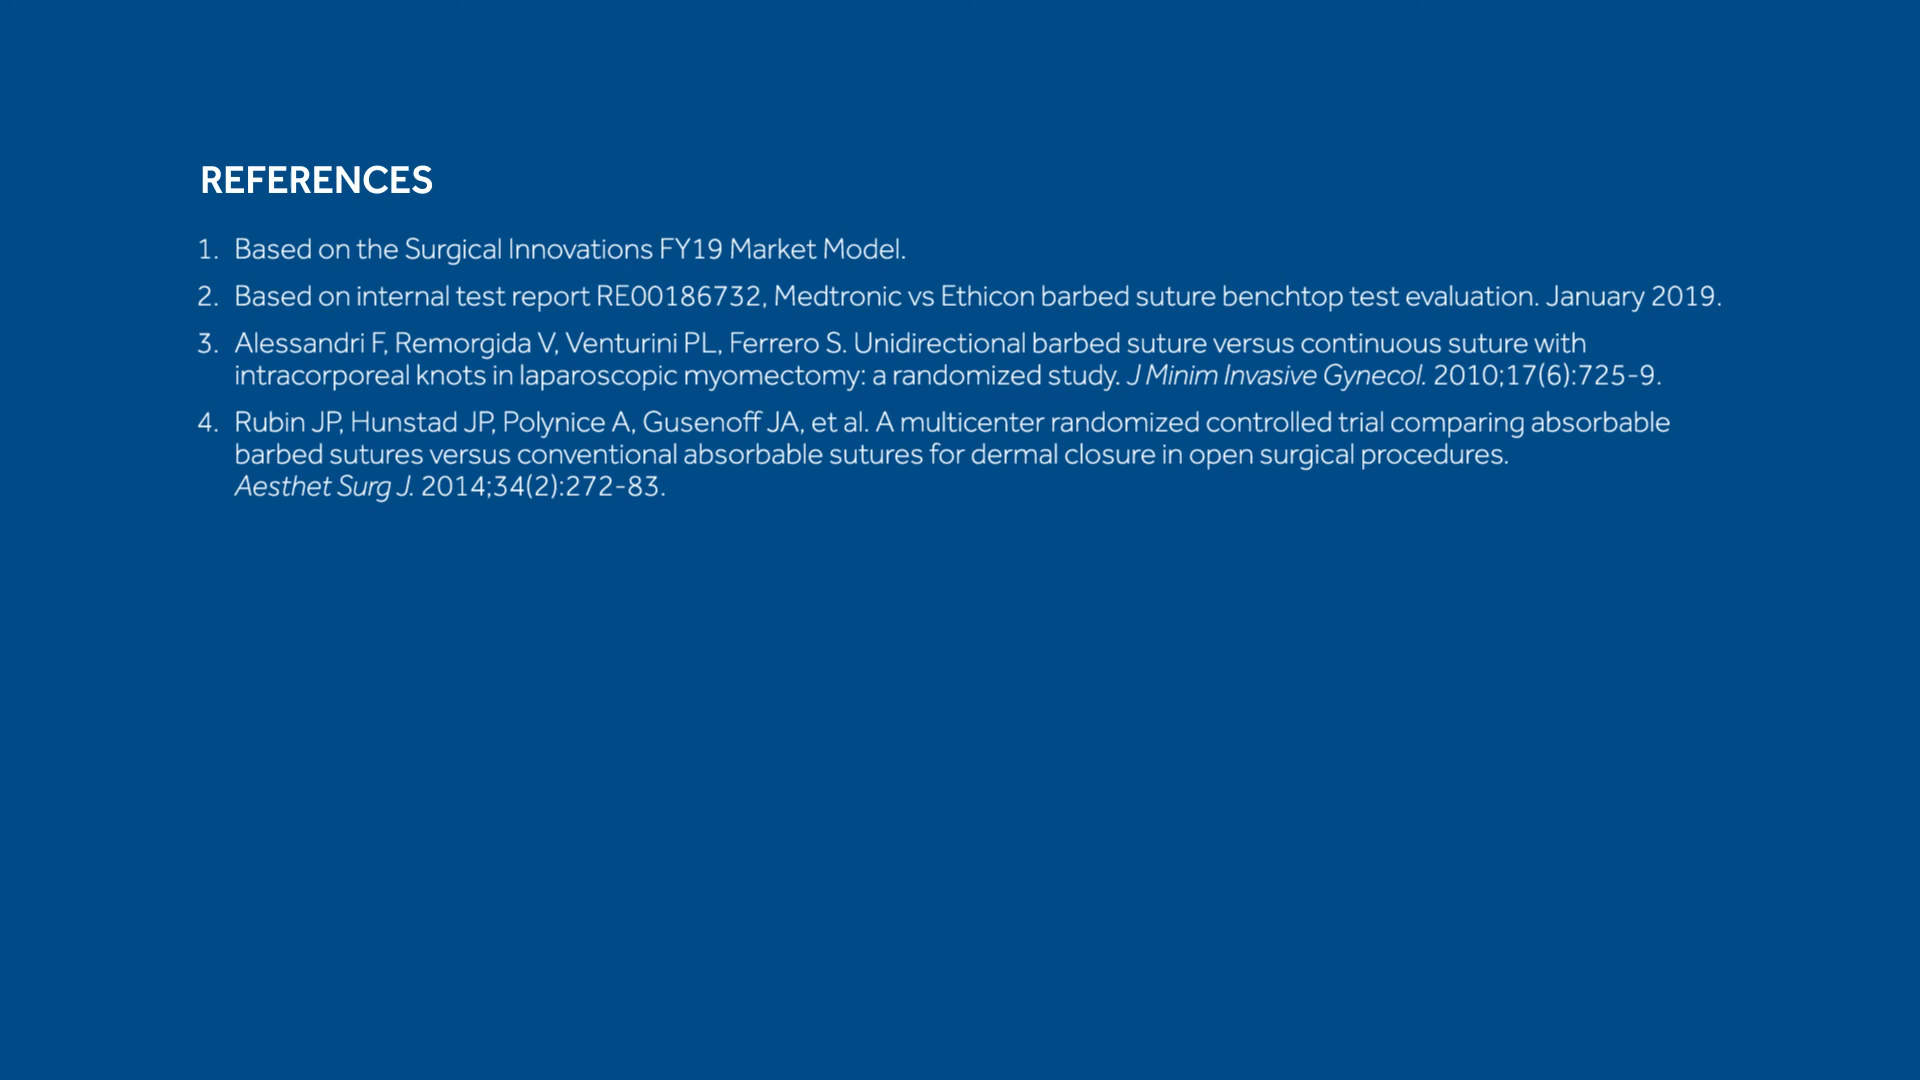 REFERENCES
1. Based on the Surgical Innovations FY19 Market Model.
2. Based on internal test report RE00186732, Medtronic vs Ethicon barbed suture benchtop test evaluation. January 2019.
3. Alessandri F, Remorgida V, Venturini PL, Ferrero S. Unidirectional barbed suture versus continuous suture with
intracorporeal knots in laparoscopic myomectomy: a randomized study. J Minim Invasive Gynecol. 2010;17(6):725-9.
4. Rubin JP, Hunstad JP, Polynice A, Gusenoff JA, et al. A multicenter randomized controlled trial comparing absorbable
barbed sutures versus conventional absorbable sutures for dermal closure in open surgical procedures.
Aesthet Surg J. 2014;34(2):272-83.